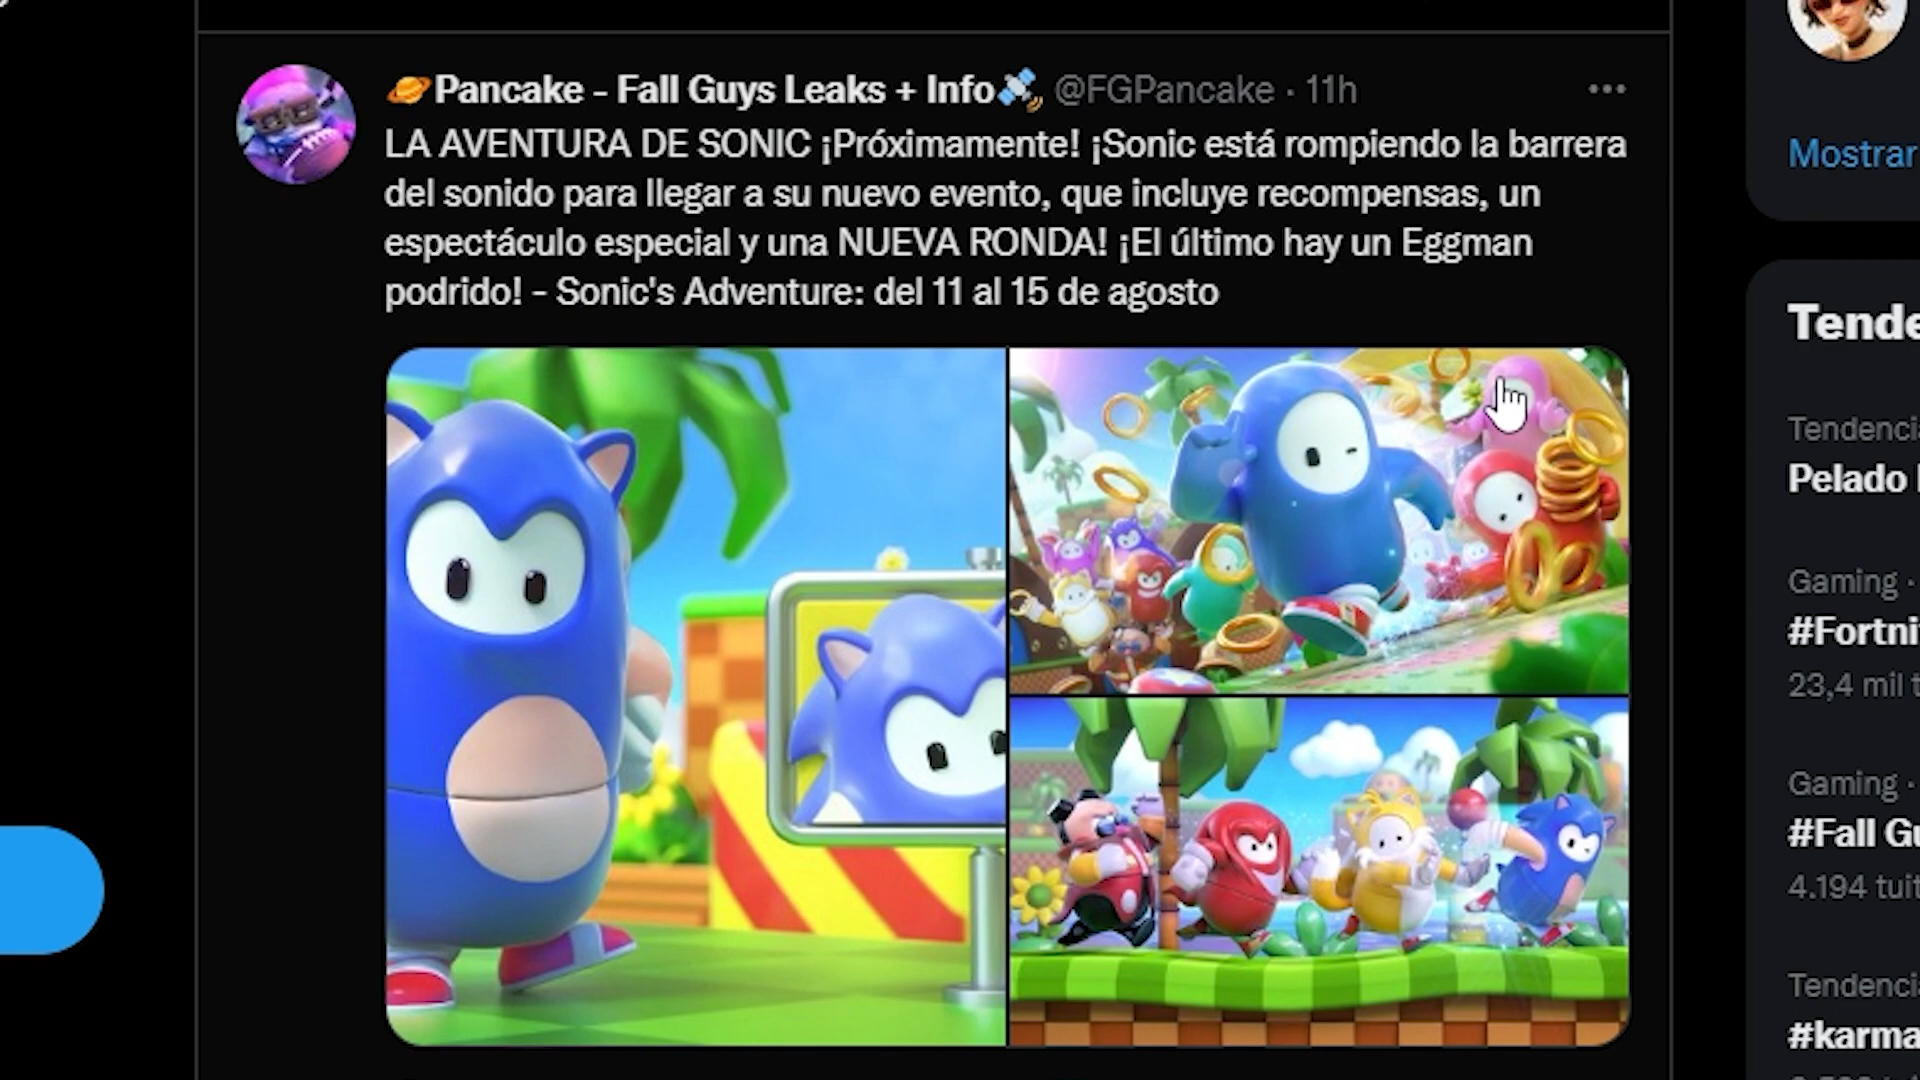 Pancake - Fall Guys Leaks + Info @FGPancake · 11h
LA AVENTURA DE SONIC ¡Próximamente! ¡Sonic está rompiendo la barrera
del sonido para llegar a su nuevo evento, que incluye recompensas, un
espectáculo especial y una NUEVA RONDA! ¡El último hay un Eggman
podrido! - Sonic's Adventure: del 11 al 15 de agosto
Mostrar
Tende
Tendenci
Pelado
Gaming ·
#Fortni
23,4 mil t
Gaming ·
#Fall Gu
4.194 tuit
Tendenci
#karma